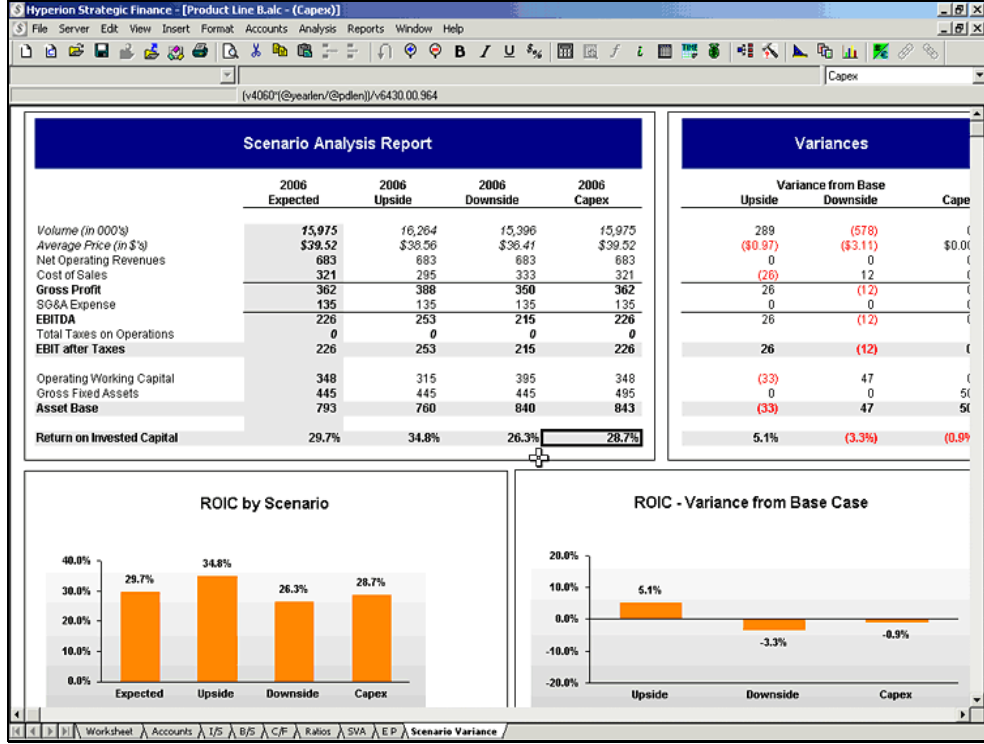 Hyperion Strategic Finance - [Product Line B.alc - (Capex)]
File Server Edit View Insert Format Accounts Analysis Reports Window Help
Capex
(v4060*(@yearlen/@pdlen))/v6430.00.964
Scenario Analysis Report
2006 2006 2006 2006
Expected Upside Downside Capex
Volume (in 000's) 15,975 16,264 15,396 15,975
Average Price (in $'s) $39.52 $38.56 $36.41 $39.52
Net Operating Revenues 683 683 683 683
Cost of Sales 321 295 333 321
Gross Profit 362 388 350 362
SG&A Expense 135 135 135 135
EBITDA 226 253 215 226
Total Taxes on Operations 0 0 0 0
EBIT after Taxes 226 253 215 226
Operating Working Capital 348 315 395 348
Gross Fixed Assets 445 445 445 495
Asset Base 793 760 840 843
Return on Invested Capital 29.7% 34.8% 26.3% 28.7%
Variances
Variance from Base
Upside Downside Cape
289 (578)
($0.97) ($3.11) $0.00
0 0
(26) 12
26 (12)
0 0
26 (12)
26 (12)
(33) 47
0 0 50
(33) 47 50
5.1% (3.3%) (0.9%
ROIC by Scenario
40.0%
30.0%
20.0%
10.0%
0.0%
29.7% 34.8% 26.3% 28.7%
Expected Upside Downside Capex
ROIC - Variance from Base Case
20.0%
10.0%
0.0%
-10.0%
-20.0%
5.1% -3.3% -0.9%
Upside Downside Capex
Worksheet Accounts I/S B/S C/F Ratios SVA E P Scenario Variance